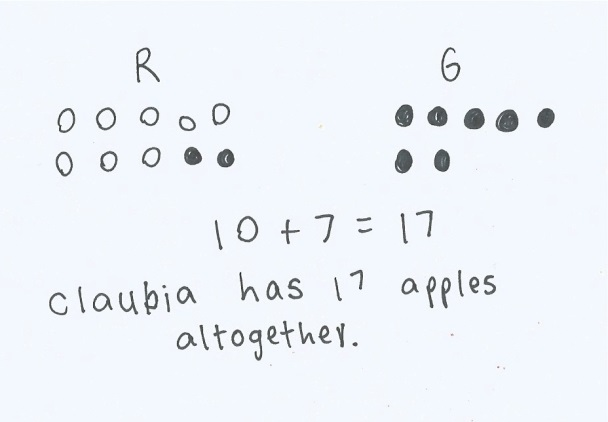 R G
10 + 7 = 17
claubia has 17 apples
altogether.